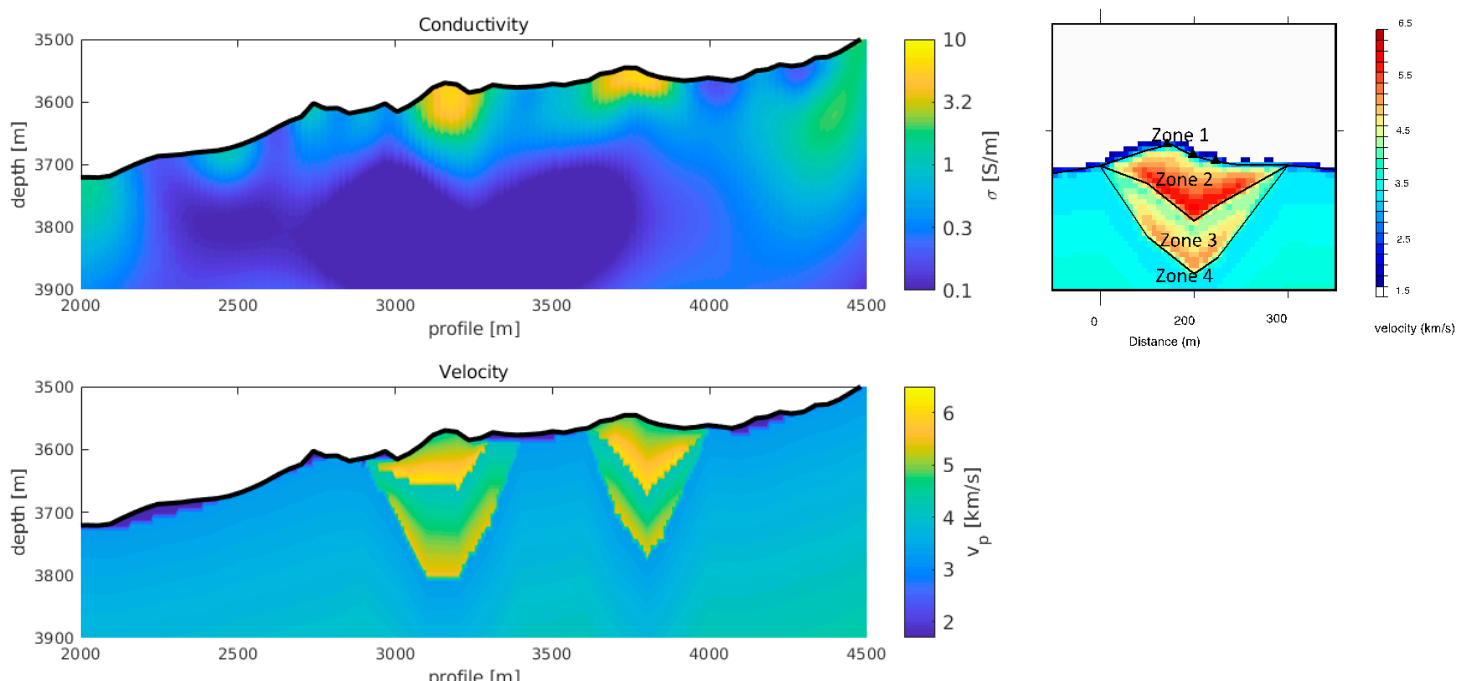 Conductivity
3500
3600
3700
3800
3900
depth [m]
2000 2500 3000 3500 4000 4500
profile [m]
10
3.2
1
0.3
0.1
σ [S/m]
Zone 1
Zone 2
Zone 3
Zone 4
0 200 300
Distance (m)
6.5
5.5
4.5
3.5
2.5
1.5
velocity (km/s)
Velocity
3500
3600
3700
3800
3900
depth [m]
2000 2500 3000 3500 4000 4500
profile [m]
6
5
4
3
2
v_p [km/s]